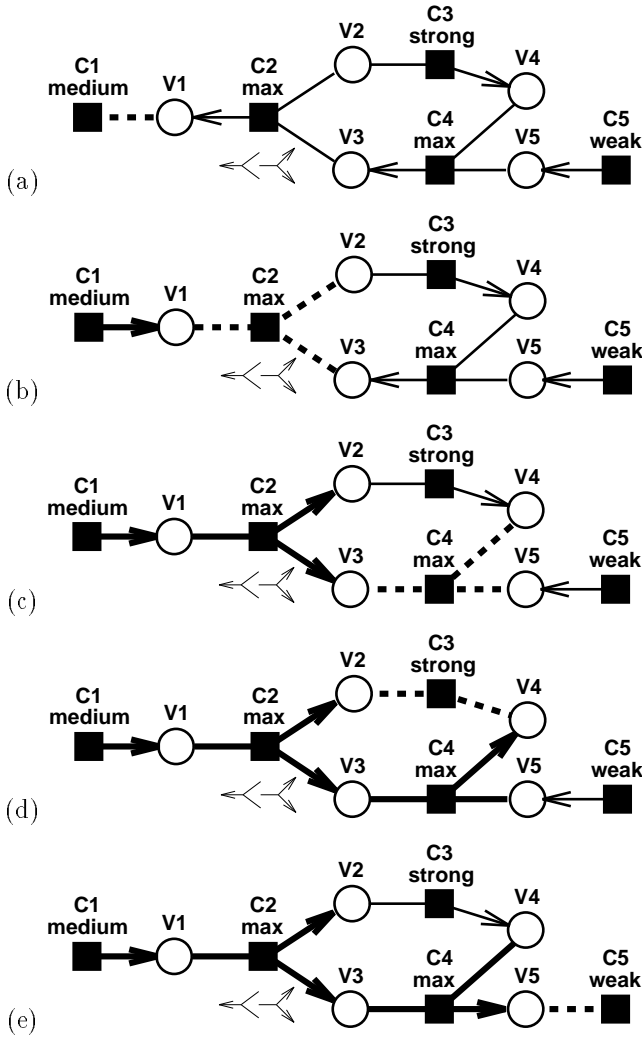 C3
V2 strong V4
C1 C2
medium V1 max
C4 C5
V3 max V5 weak
(a)
C3
V2 strong V4
C1 C2
medium V1 max
C4 C5
V3 max V5 weak
(b)
C3
V2 strong V4
C1 C2
medium V1 max
C4 C5
V3 max V5 weak
(c)
C3
V2 strong V4
C1 C2
medium V1 max
C4 C5
V3 max V5 weak
(d)
C3
V2 strong V4
C1 C2
medium V1 max
C4 C5
V3 max V5 weak
(e)